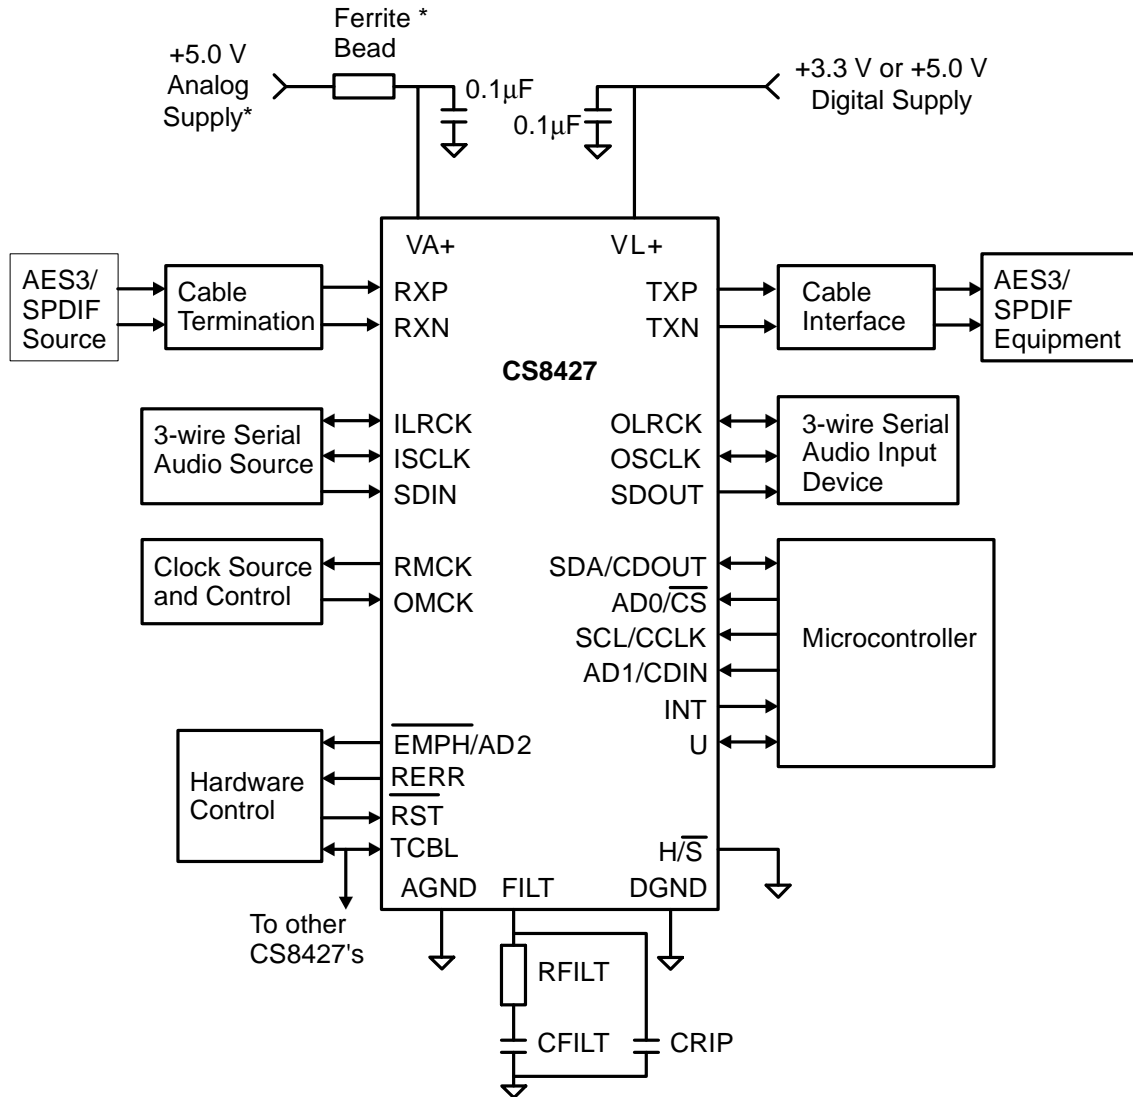 Ferrite *
Bead
+5.0 V
Analog
Supply*
0.1μF
0.1μF
+3.3 V or +5.0 V
Digital Supply
VA+
VL+
AES3/
SPDIF
Source
Cable
Termination
RXP
RXN
TXP
TXN
Cable
Interface
AES3/
SPDIF
Equipment
CS8427
3-wire Serial
Audio Source
ILRCK
ISCLK
SDIN
OLRCK
OSCLK
SDOUT
3-wire Serial
Audio Input
Device
Clock Source
and Control
RMCK
OMCK
SDA/CDOUT
AD0/C̅S̅
SCL/CCLK
AD1/CDIN
INT
U
Microcontroller
Hardware
Control
E̅M̅P̅H̅/AD2
RERR
R̅S̅T̅
TCBL
H/S̅
AGND
FILT
DGND
To other
CS8427's
RFILT
CFILT
CRIP